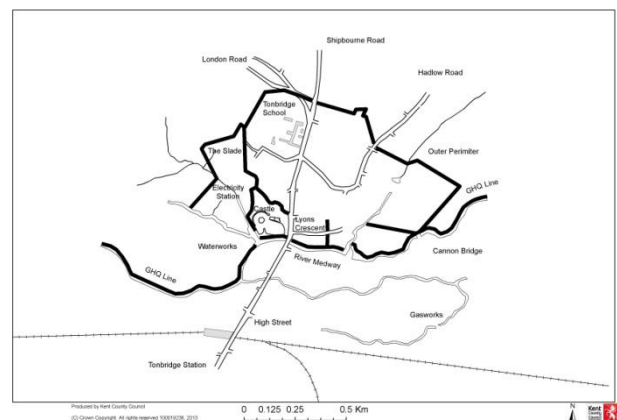 Shipbourne Road
London Road
Hadlow Road
Tonbridge
School
The Slade
Outer Perimiter
Electricity
Station
GHQ Line
Castle
Lyons
Crescent
Waterworks
Cannon Bridge
River Medway
GHQ Line
Gasworks
High Street
Tonbridge Station
Produced by Kent County Council
(C) Crown Copyright. All rights reserved 100019238, 2010
0 0.125 0.25 0.5 Km
N
Kent
County
Council